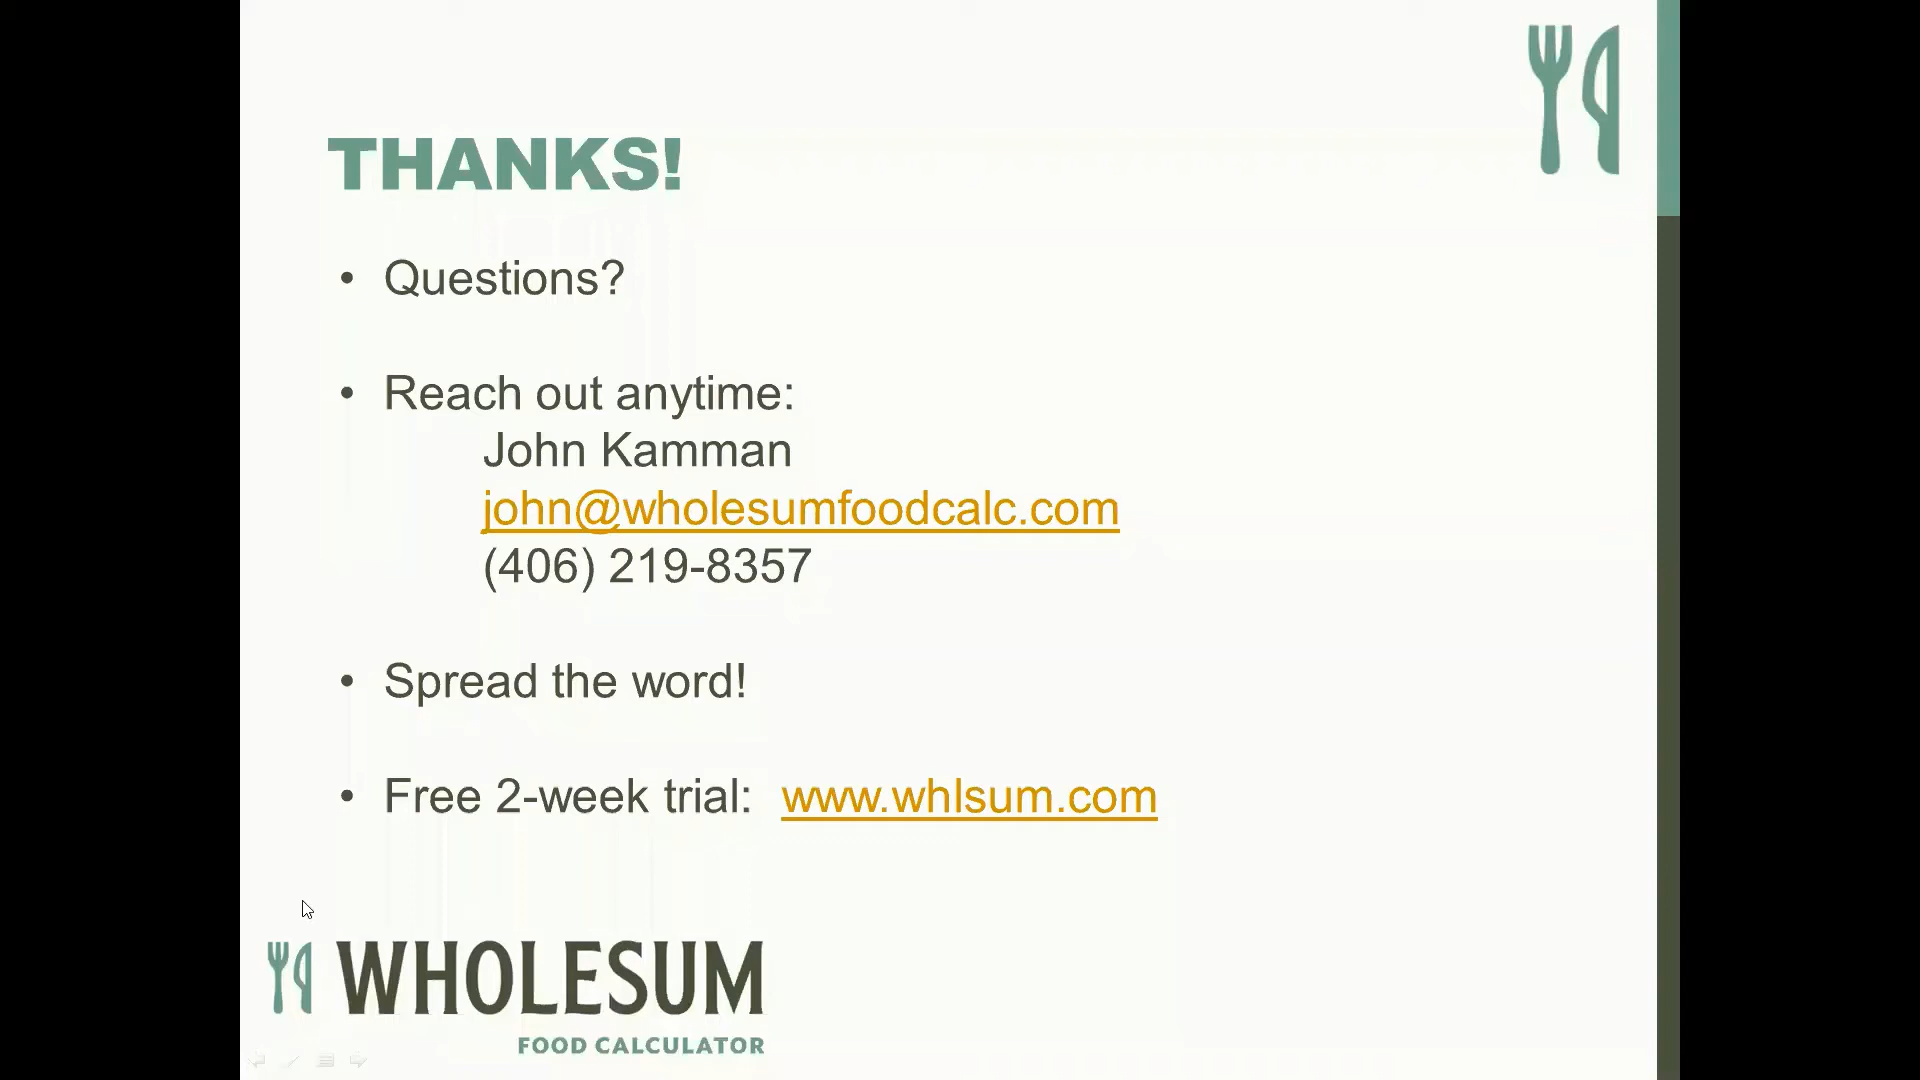 THANKS!
• Questions?
• Reach out anytime:
John Kamman
john@wholesumfoodcalc.com
(406) 219-8357
• Spread the word!
• Free 2-week trial: www.whlsum.com
WHOLESUM
FOOD CALCULATOR